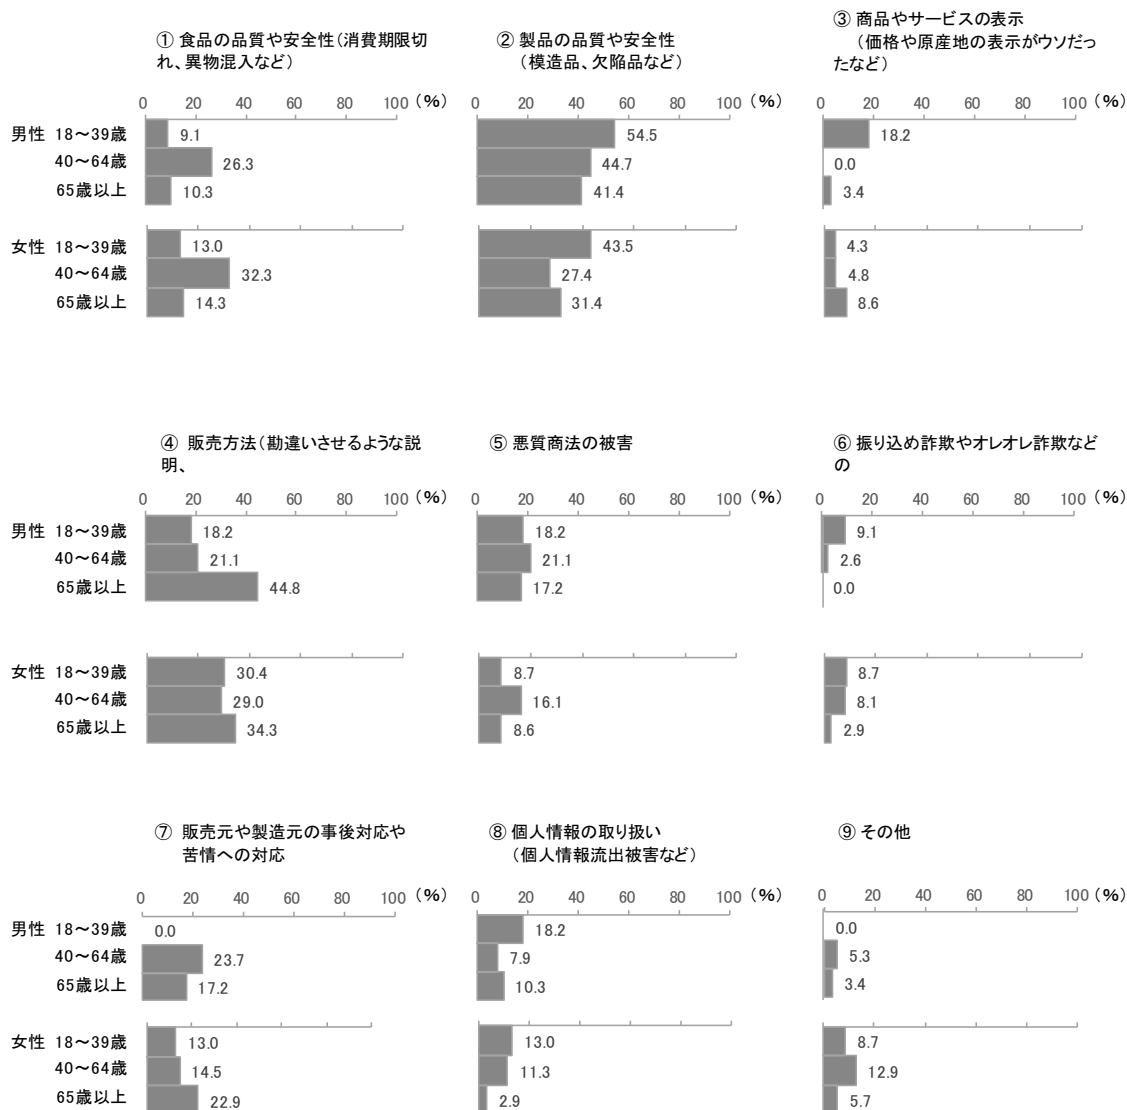 ① 食品の品質や安全性（消費期限切
れ、異物混入など）
② 製品の品質や安全性
（模造品、欠陥品など）
③ 商品やサービスの表示
（価格や原産地の表示がウソだっ
たなど）
0 20 40 60 80 100 （％）
0 20 40 60 80 100 （％）
0 20 40 60 80 100 （％）
男性 18～39歳 9.1 54.5 18.2
40～64歳 26.3 44.7 0.0
65歳以上 10.3 41.4 3.4
女性 18～39歳 13.0 43.5 4.3
40～64歳 32.3 27.4 4.8
65歳以上 14.3 31.4 8.6
④ 販売方法（勘違いさせるような説
明、
⑤ 悪質商法の被害
⑥ 振り込め詐欺やオレオレ詐欺などど
の
0 20 40 60 80 100 （％）
0 20 40 60 80 100 （％）
0 20 40 60 80 100 （％）
男性 18～39歳 18.2 18.2 9.1
40～64歳 21.1 21.1 2.6
65歳以上 44.8 17.2 0.0
女性 18～39歳 30.4 8.7 8.7
40～64歳 29.0 16.1 8.1
65歳以上 34.3 8.6 2.9
⑦ 販売元や製造元の事後対応や
苦情への対応
⑧ 個人情報の取り扱い
（個人情報流出被害など）
⑨ その他
0 20 40 60 80 100 （％）
0 20 40 60 80 100 （％）
0 20 40 60 80 100 （％）
男性 18～39歳 0.0 18.2 0.0
40～64歳 23.7 7.9 5.3
65歳以上 17.2 10.3 3.4
女性 18～39歳 13.0 13.0 8.7
40～64歳 14.5 11.3 12.9
65歳以上 22.9 2.9 5.7